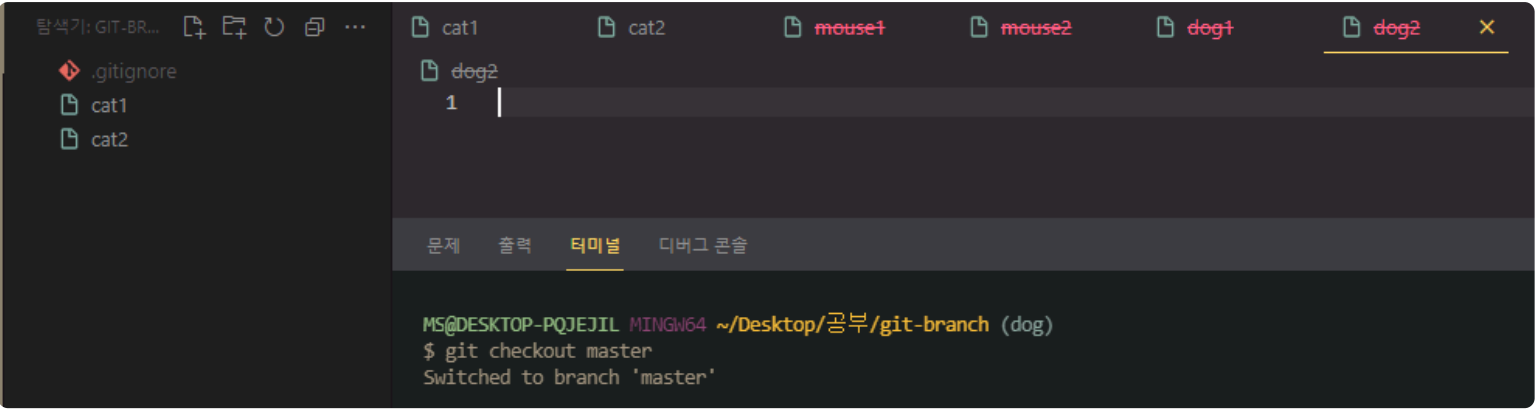 탐색기: GIT-BR... ...
cat1 cat2 mouse1 mouse2 dog1 dog2
.gitignore
cat1
cat2
dog2
1
문제 출력 터미널 디버그 콘솔
MS@DESKTOP-PQJEJIL MINGW64 ~/Desktop/공부/git-branch (dog)
$ git checkout master
Switched to branch 'master'